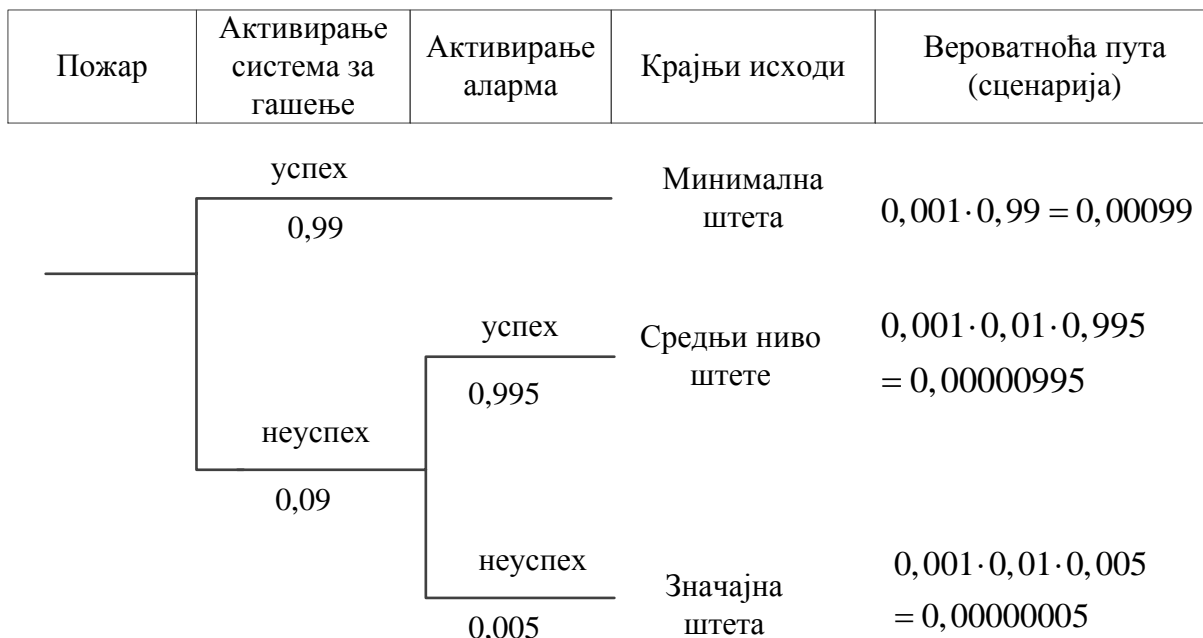 Пожар
Активирање
система за
гашење
Активирање
аларма
Крајњи исходи
Вероватноћа пута
(сценарија)
успех
0,99
Минимална
штета
0,001·0,99 = 0,00099
успех
0,995
Средњи ниво
штете
0,001·0,01·0,995
= 0,00000995
неуспех
0,09
неуспех
0,005
Значајна
штета
0,001·0,01·0,005
= 0,00000005